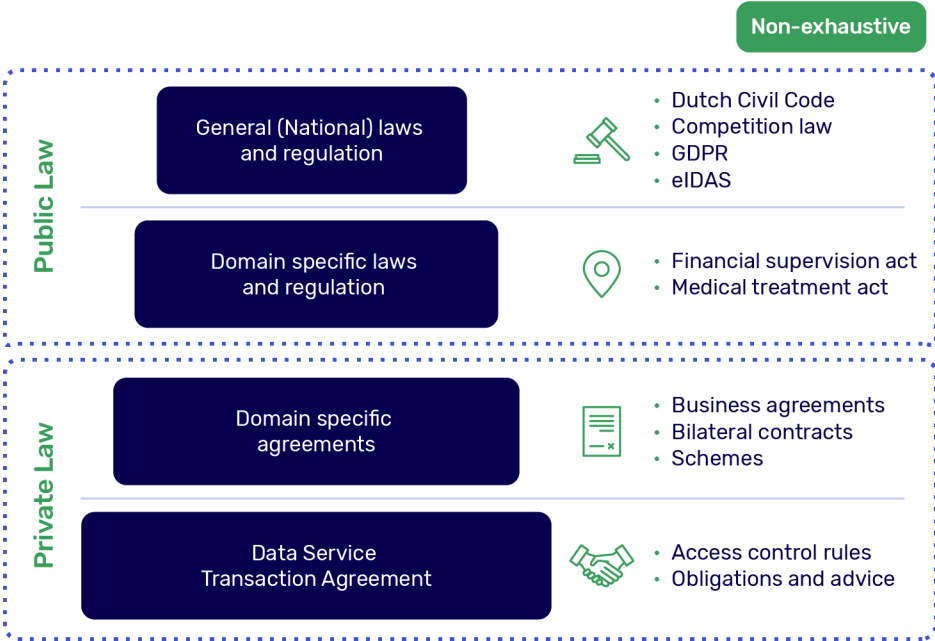 Non-exhaustive
Public Law
General (National) laws
and regulation
• Dutch Civil Code
• Competition law
• GDPR
• eIDAS
Domain specific laws
and regulation
• Financial supervision act
• Medical treatment act
Private Law
Domain specific
agreements
• Business agreements
• Bilateral contracts
• Schemes
Data Service
Transaction Agreement
• Access control rules
• Obligations and advice